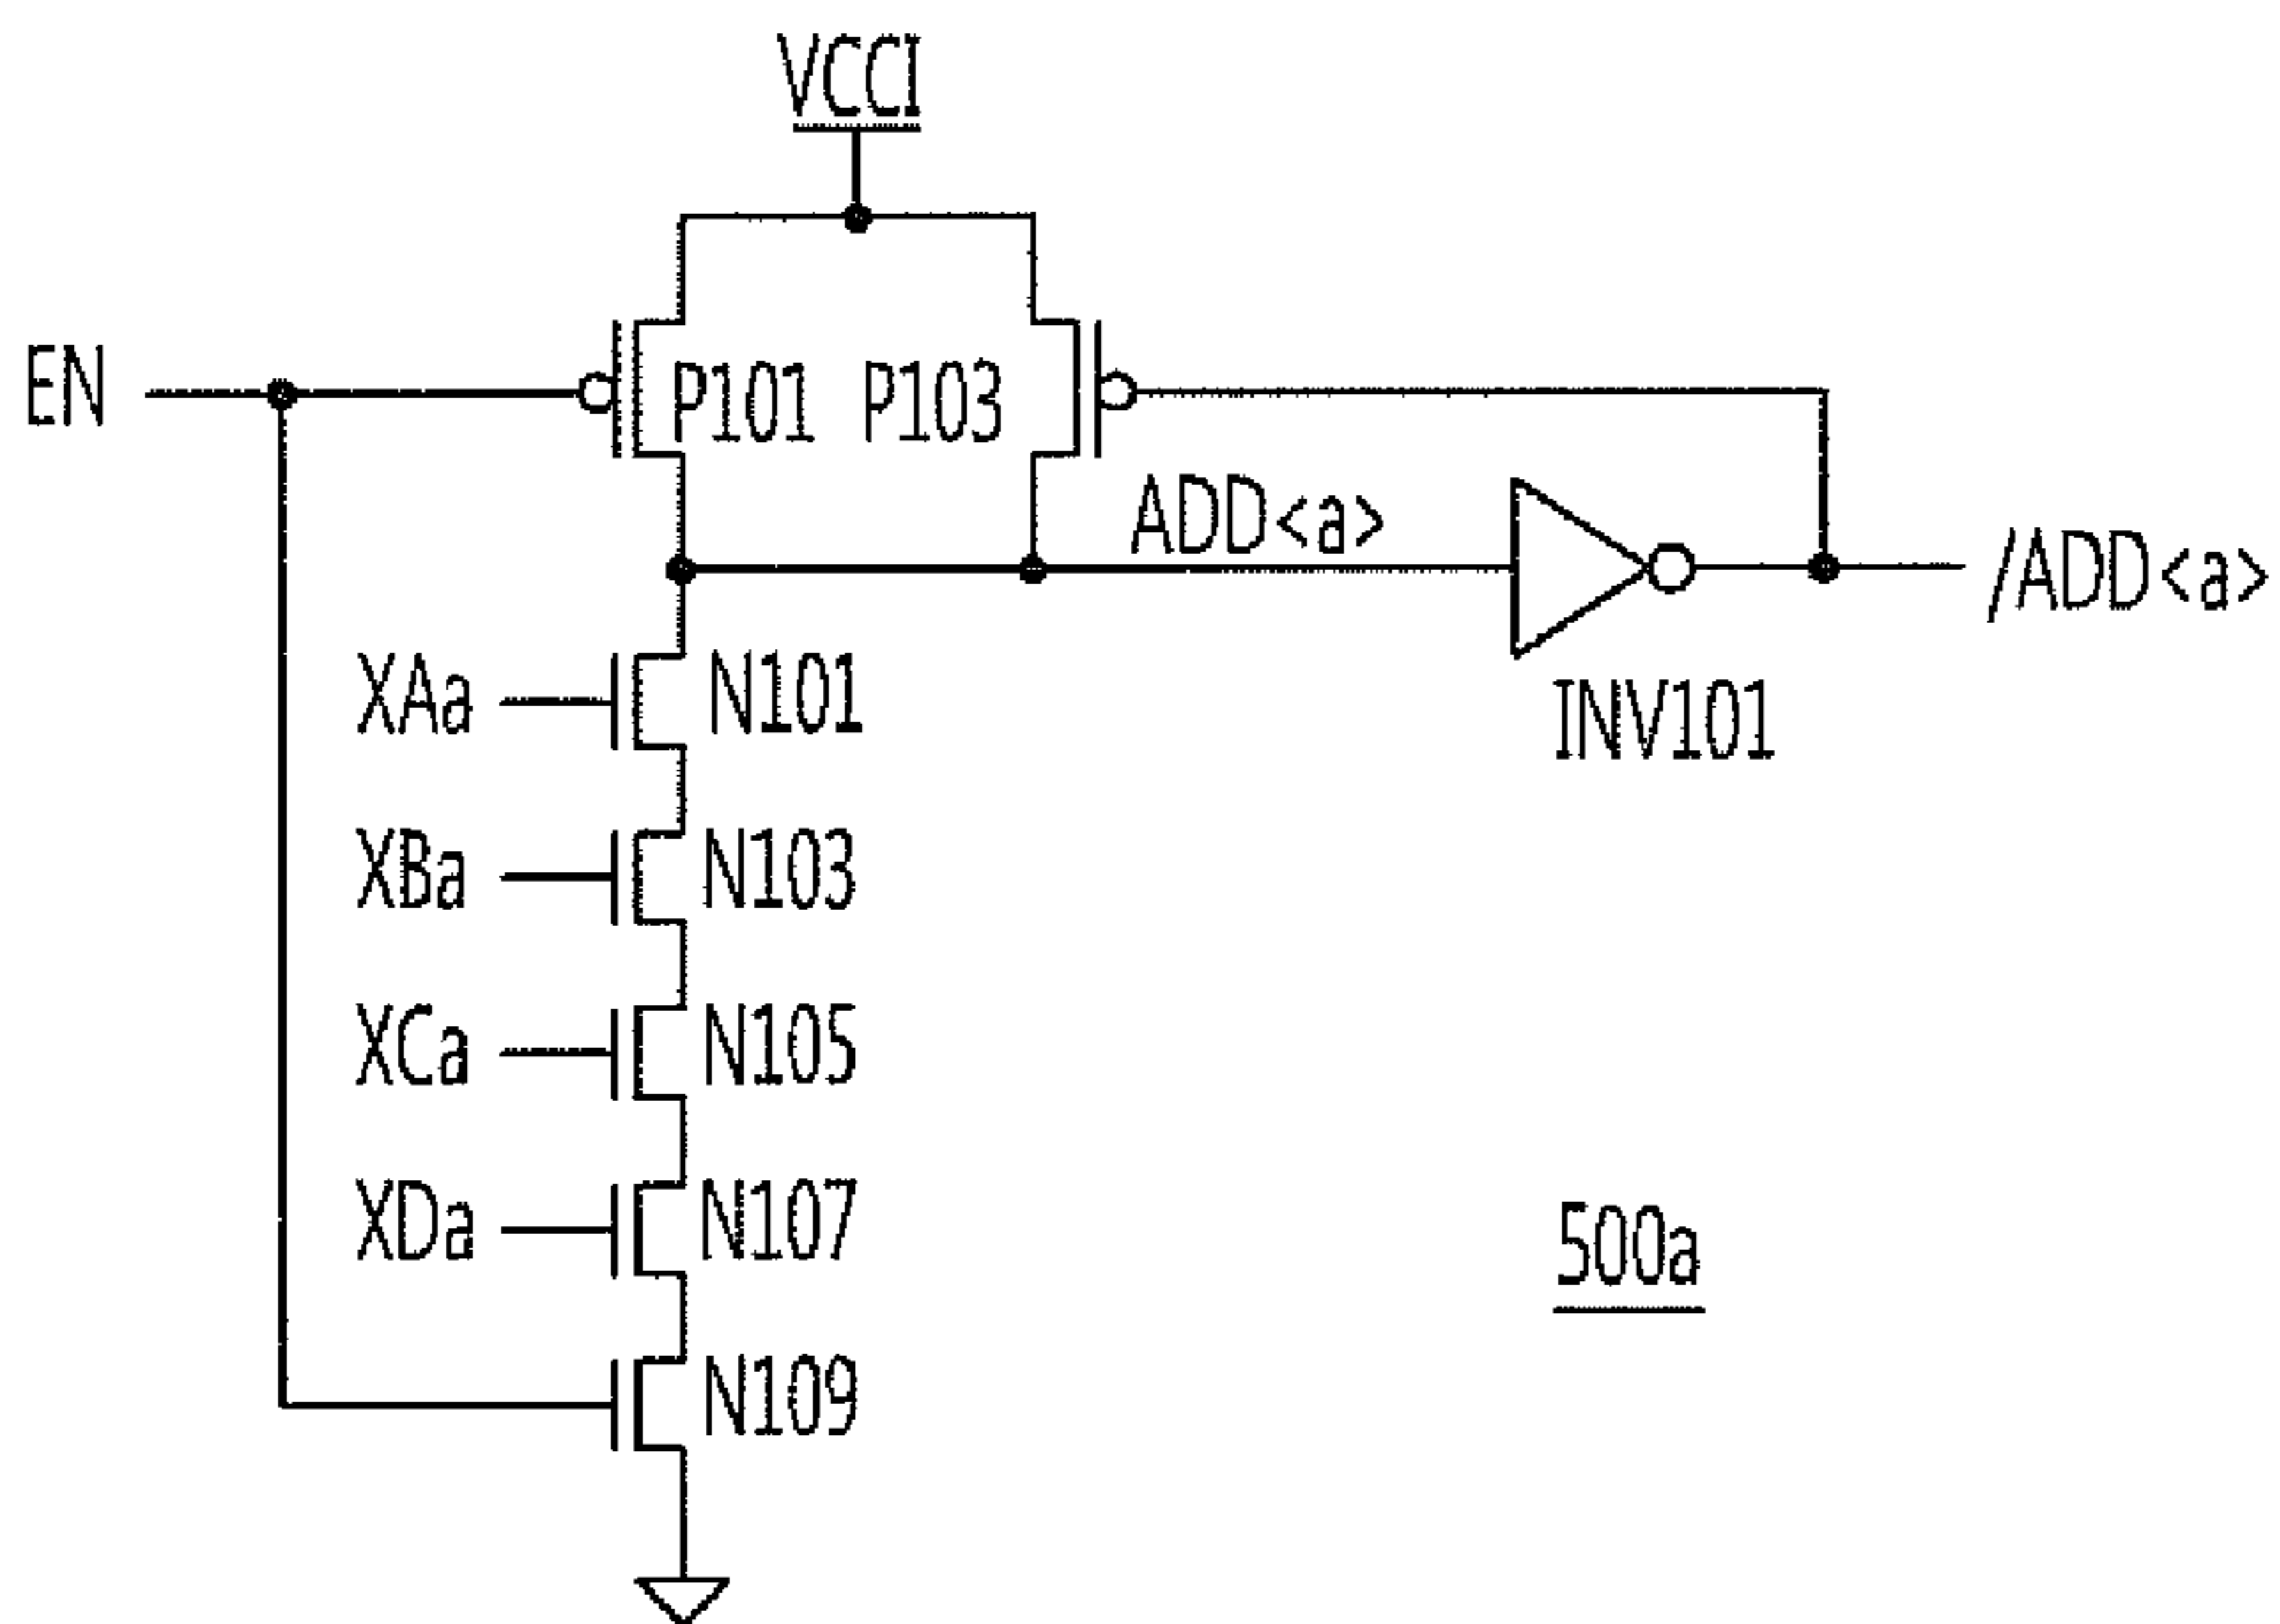 VCCI
EN
P101
P103
ADD<a>
/ADD<a>
XAa
N101
INV101
XBa
N103
XCa
N105
XDa
N107
500a
N109